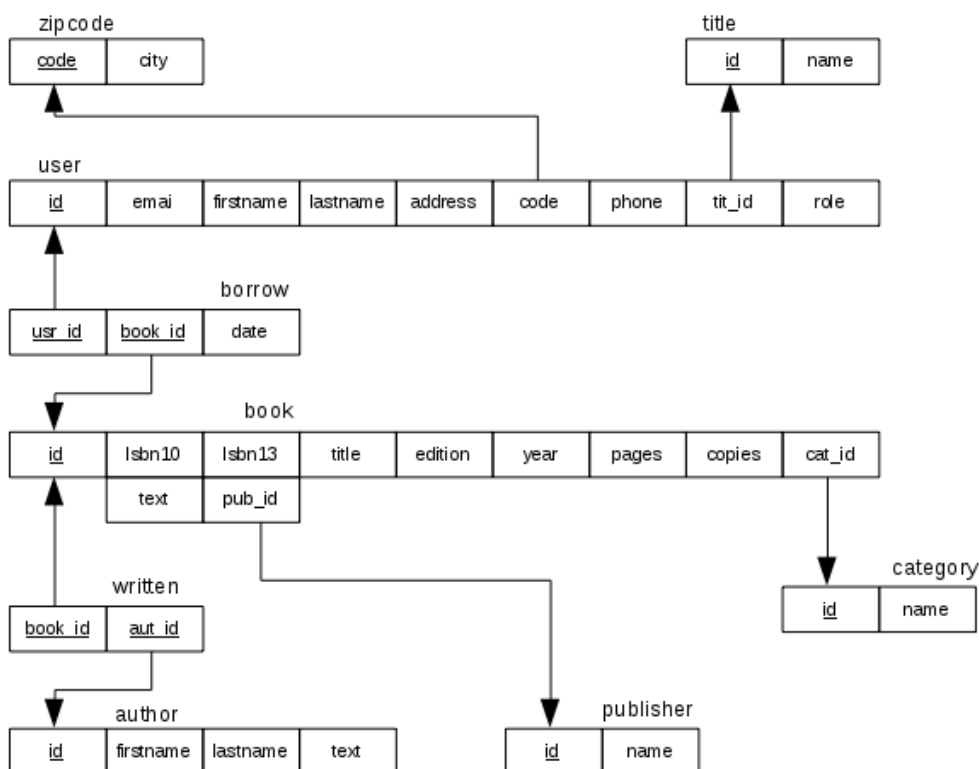 zipcode title
code city id name
user
id emai firstname lastname address code phone tit_id role
borrow
usr_id book_id date
book
id Isbn10 Isbn13 title edition year pages copies cat_id
text pub_id
category
written
id name
book_id aut_id
author publisher
id firstname lastname text id name